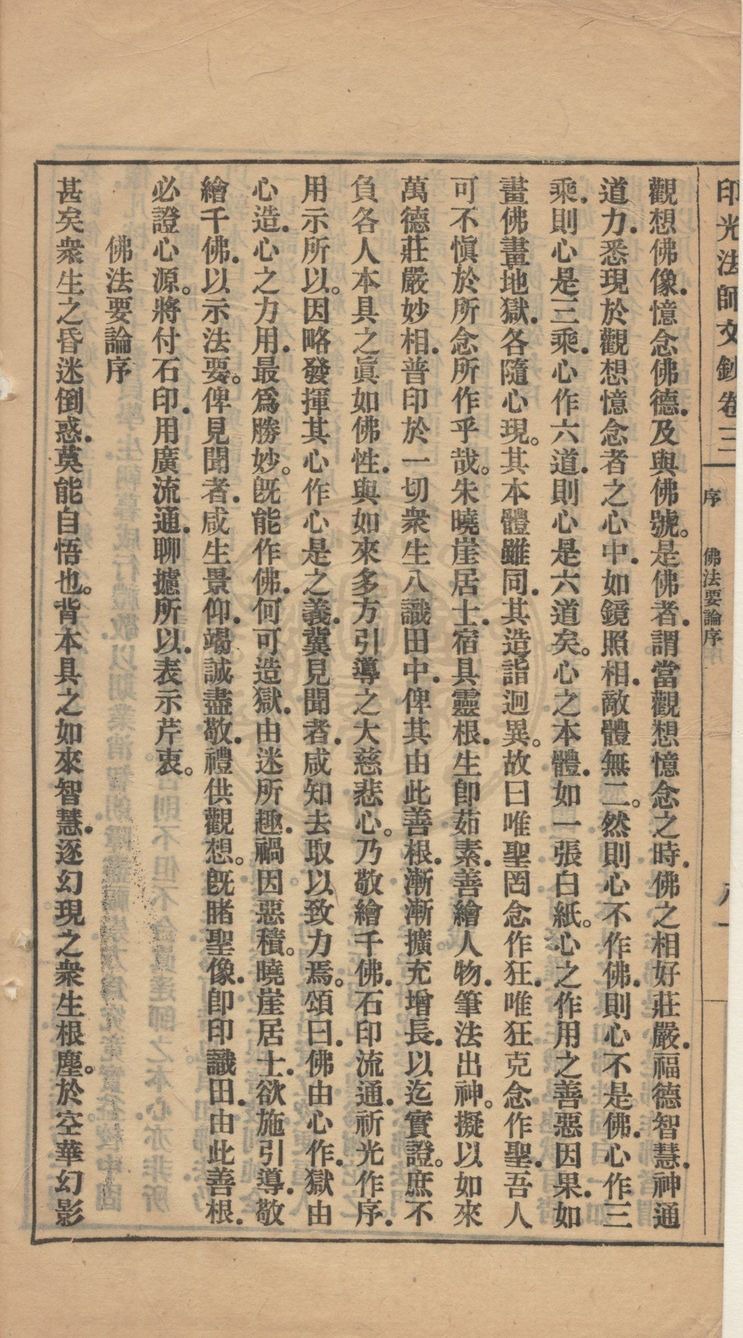 印光法師文鈔卷三 序 佛法要論序
觀想佛像.憶念佛德.及與佛號。是佛者.謂當觀想憶念之時.佛之相好莊嚴.福德智慧.神通
道力.悉現於觀想憶念者之心中.如鏡照相.敵體無二。然則心不作佛.則心不是佛.心作三
乘.則心是三乘.心作六道.則心是六道矣。心之本體.如一張白紙。心之作用之善惡因果.如
畫佛畫地獄.各隨心現。其本體雖同.其造詣迥異。故曰唯聖罔念作狂.唯狂克念作聖.吾人
可不愼於所念所作乎哉。朱曉崖居士.宿具靈根.生卽茹素.善繪人物.筆法出神.擬以如來
萬德莊嚴妙相.普印於一切衆生八識田中.俾其由此善根.漸漸擴充增長.以迄實證。庶不
負各人本具之眞如佛性.與如來多方引導之大慈悲心。乃敬繪千佛.石印流通.祈光作序.
用示所以。因略發揮其心作心是之義.冀見聞者.咸知去取以致力焉。頌曰.佛由心作.獄由
心造.心之力用.最爲勝妙。旣能作佛.何可造獄.由迷所趣.禍因惡積。曉崖居士.欲施引導.敬
繪千佛.以示法要。俾見聞者.咸生景仰.竭誠盡敬.禮供觀想。旣睹聖像.卽印識田.由此善根.
必證心源。將付石印.用廣流通.聊攄所以.表示芹衷。
佛法要論序
甚矣衆生之昏迷倒惑.莫能自悟也。背本具之如來智慧.逐幻現之衆生根塵。於空華幻影